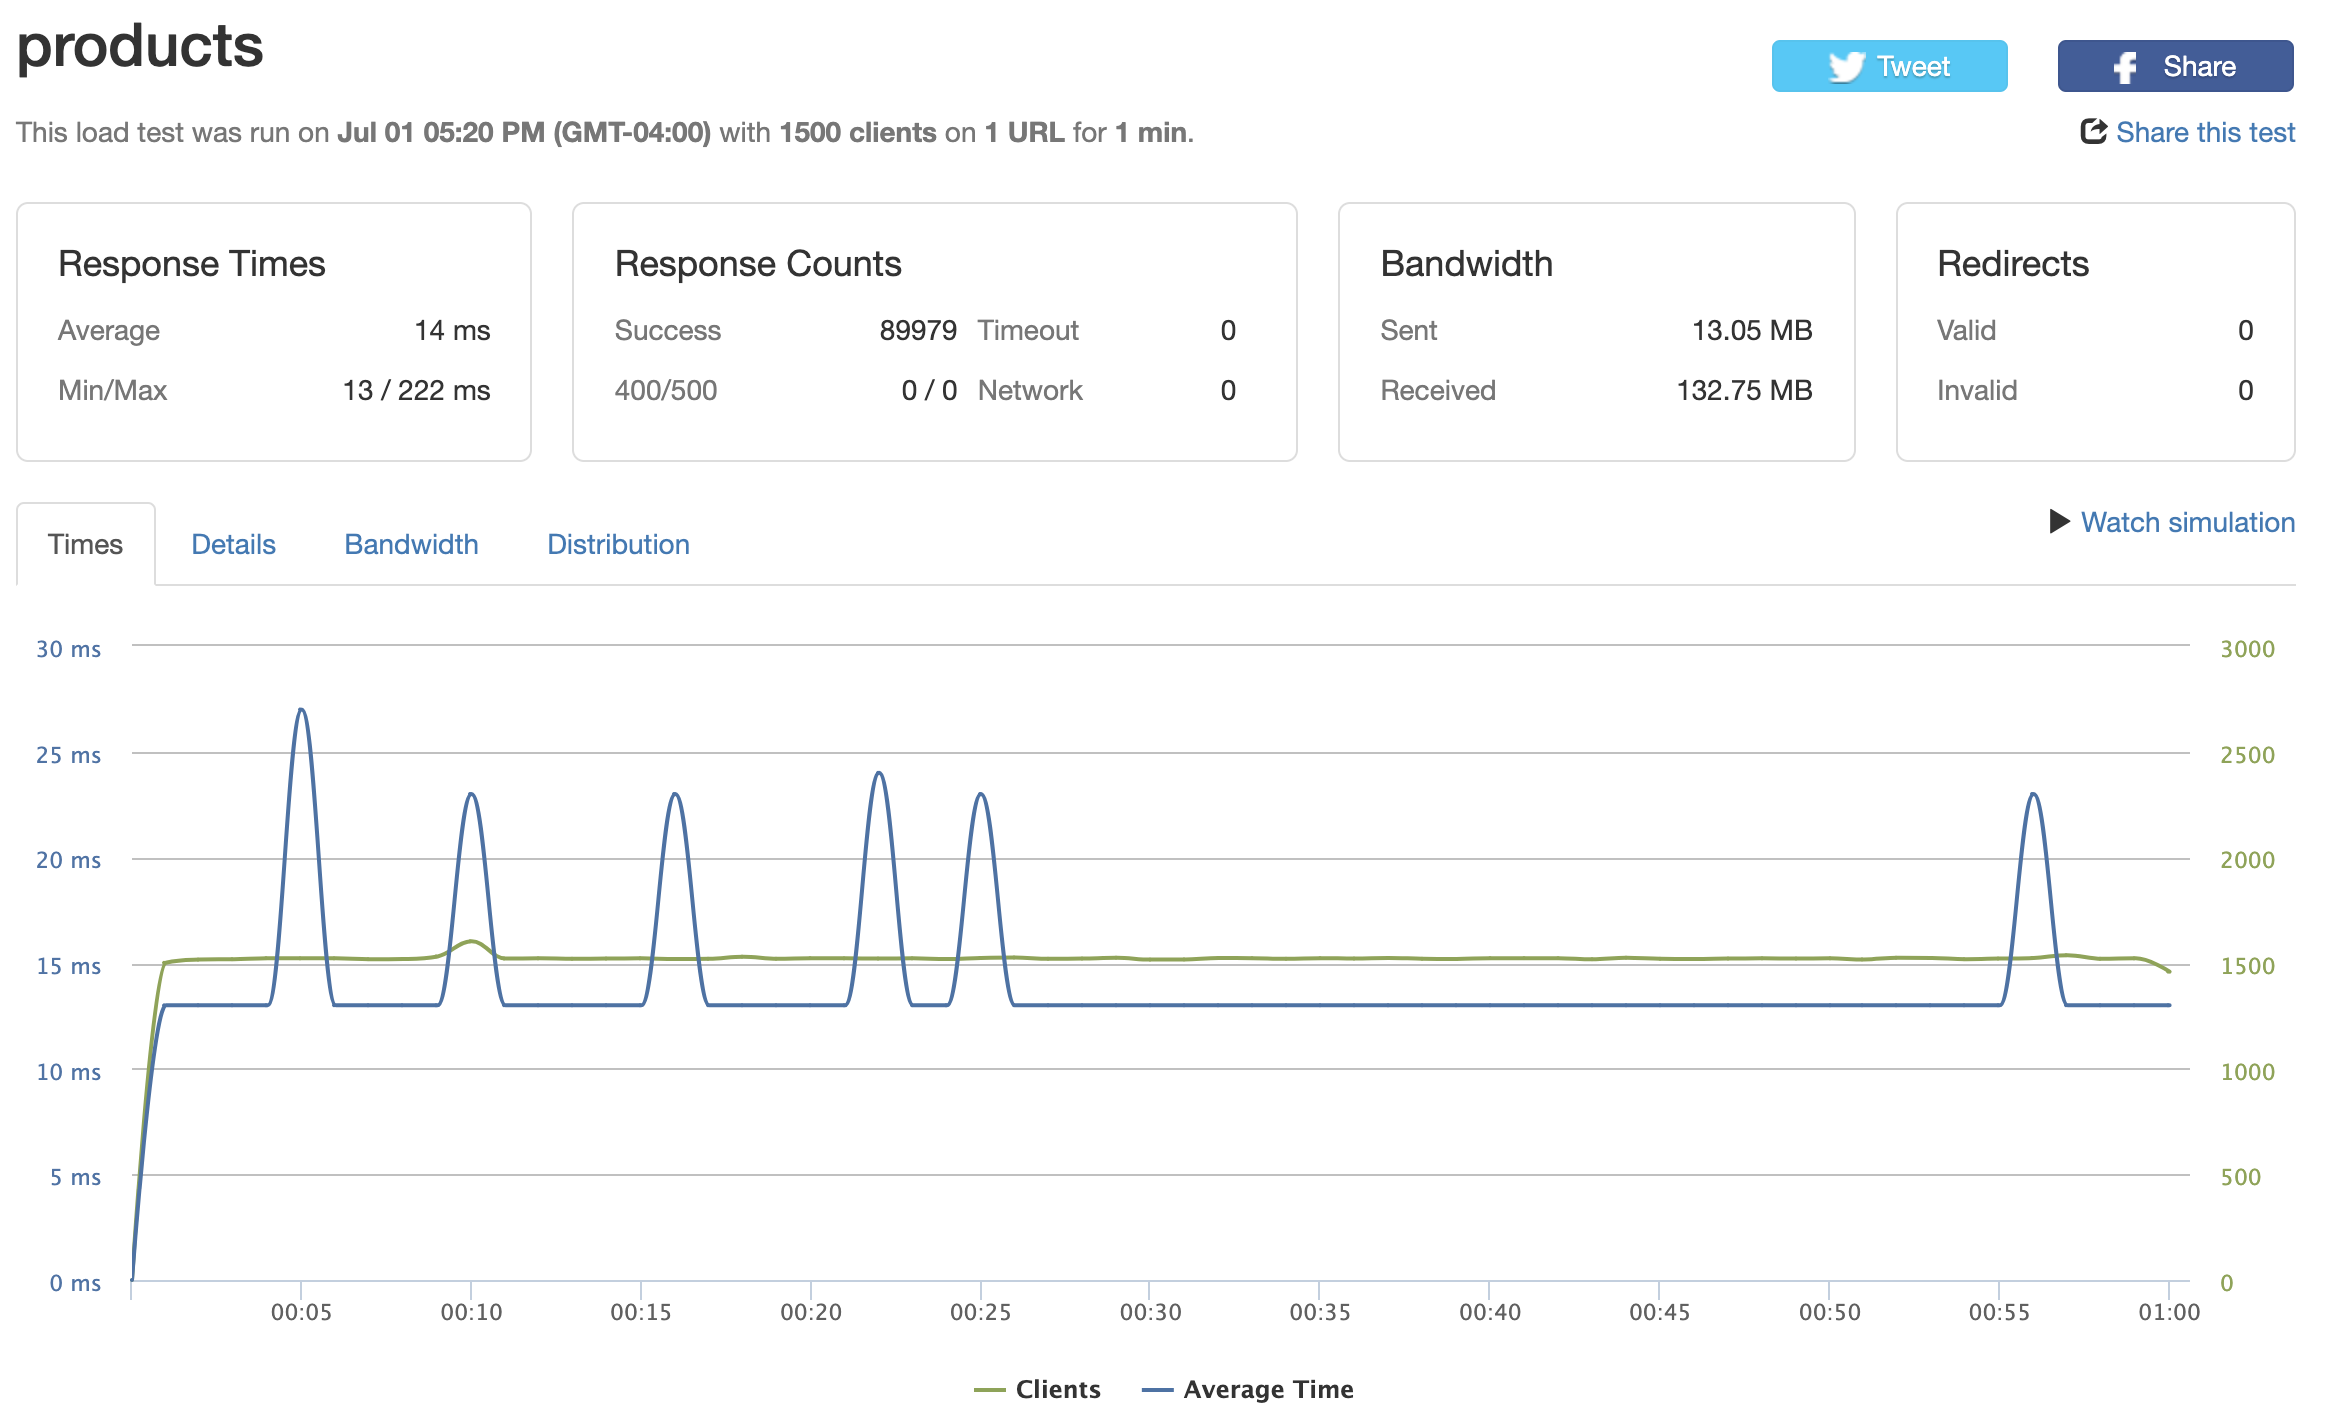 products
Tweet
Share
This load test was run on Jul 01 05:20 PM (GMT-04:00) with 1500 clients on 1 URL for 1 min.
Share this test
Response Times
Average 14 ms
Min/Max 13 / 222 ms
Response Counts
Success 89979 Timeout 0
400/500 0 / 0 Network 0
Bandwidth
Sent 13.05 MB
Received 132.75 MB
Redirects
Valid 0
Invalid 0
Times Details Bandwidth Distribution
Watch simulation
30 ms 3000
25 ms 2500
20 ms 2000
15 ms 1500
10 ms 1000
5 ms 500
0 ms 0
00:05 00:10 00:15 00:20 00:25 00:30 00:35 00:40 00:45 00:50 00:55 01:00
Clients Average Time